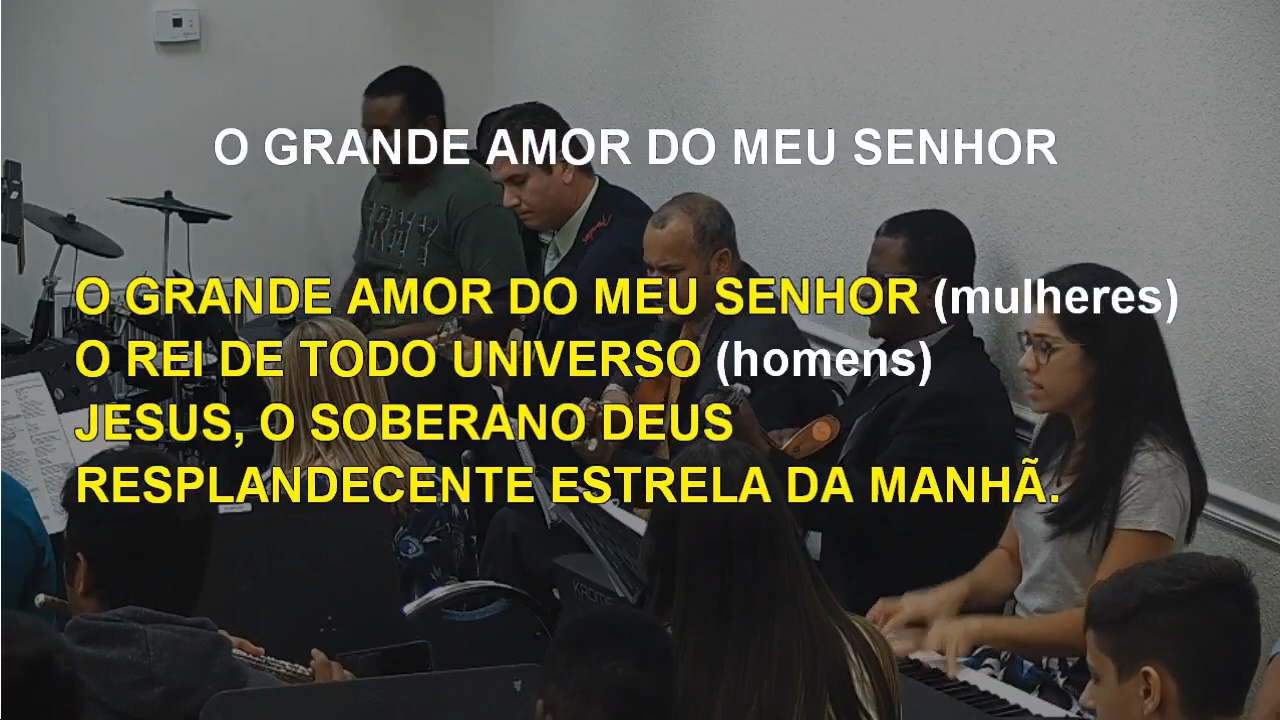 O GRANDE AMOR DO MEU SENHOR
O GRANDE AMOR DO MEU SENHOR (mulheres)
O REI DE TODO UNIVERSO (homens)
JESUS, O SOBERANO DEUS
RESPLANDECENTE ESTRELA DA MANHÃ.